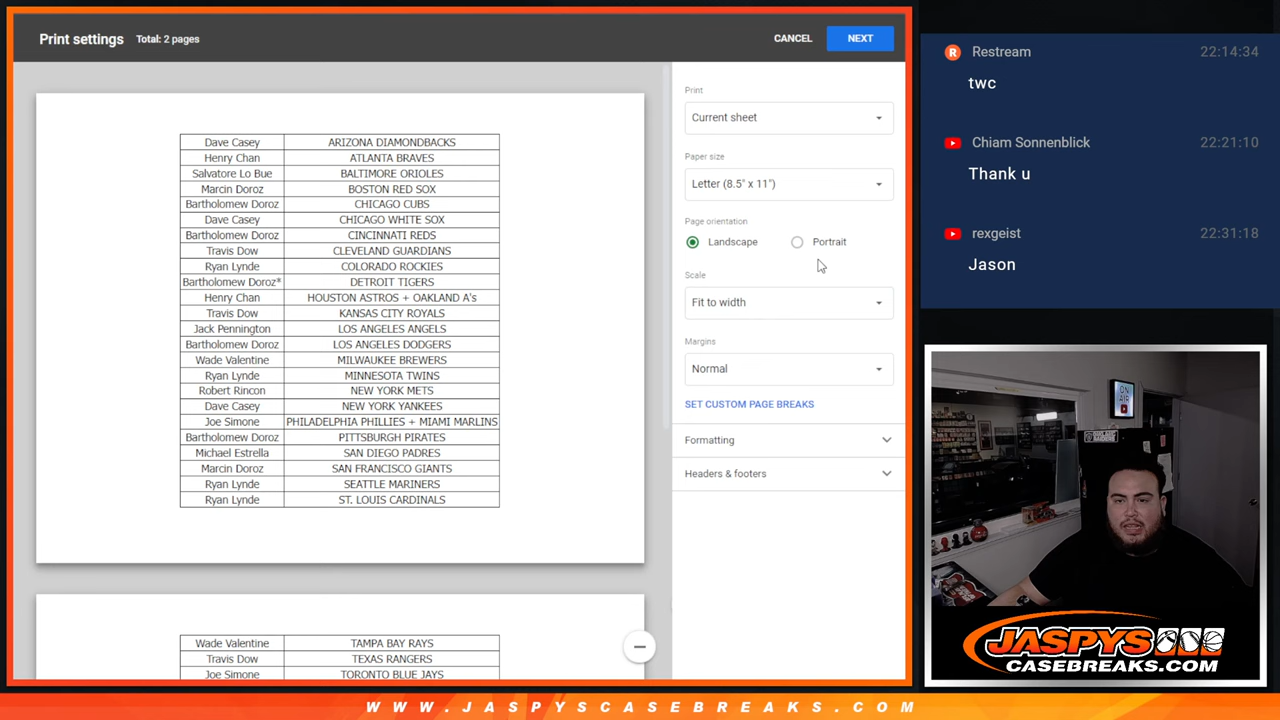 Print settings Total: 2 pages CANCEL NEXT
Dave Casey ARIZONA DIAMONDBACKS
Henry Chan ATLANTA BRAVES
Salvatore Lo Bue BALTIMORE ORIOLES
Marcin Doroz BOSTON RED SOX
Bartholomew Doroz CHICAGO CUBS
Dave Casey CHICAGO WHITE SOX
Bartholomew Doroz CINCINNATI REDS
Travis Dow CLEVELAND GUARDIANS
Ryan Lynde COLORADO ROCKIES
Bartholomew Doroz* DETROIT TIGERS
Henry Chan HOUSTON ASTROS + OAKLAND A's
Travis Dow KANSAS CITY ROYALS
Jack Pennington LOS ANGELES ANGELS
Bartholomew Doroz LOS ANGELES DODGERS
Wade Valentine MILWAUKEE BREWERS
Ryan Lynde MINNESOTA TWINS
Robert Rincon NEW YORK METS
Dave Casey NEW YORK YANKEES
Joe Simone PHILADELPHIA PHILLIES + MIAMI MARLINS
Bartholomew Doroz PITTSBURGH PIRATES
Michael Estrella SAN DIEGO PADRES
Marcin Doroz SAN FRANCISCO GIANTS
Ryan Lynde SEATTLE MARINERS
Ryan Lynde ST. LOUIS CARDINALS
Wade Valentine TAMPA BAY RAYS
Travis Dow TEXAS RANGERS
Joe Simone TORONTO BLUE JAYS
Print
Current sheet
Paper size
Letter (8.5" x 11")
Page orientation
Landscape Portrait
Scale
Fit to width
Margins
Normal
SET CUSTOM PAGE BREAKS
Formatting
Headers & footers
R Restream 22:14:34
twc
Chiam Sonnenblick 22:21:10
Thank u
rexgeist 22:31:18
Jason
ON
AIR
JASPYS
CASEBREAKS.COM
WWW.JASPYSCASEBREAKS.COM